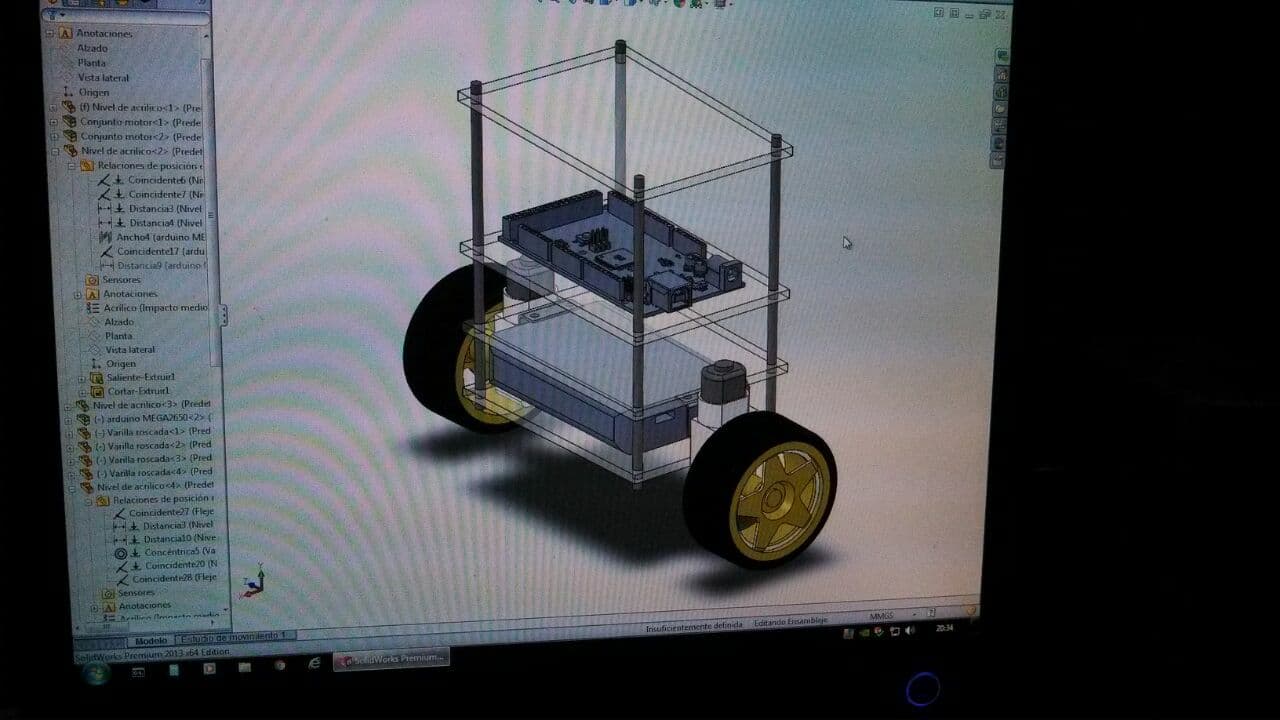 Anotaciones
Alzado
Planta
Vista lateral
Origen
(f) Nivel de acrilico<1> (Pre
Conjunto motor<1> (Prede
Conjunto motor<2> (Prede
Nivel de acrilico<2> (Predet
Relaciones de posición e
Coincidente6 (Ni
Coincidente7 (Ni
Distancia3 (Nivel
Distancia4 (Nivel
Ancho4 (arduino ME
Coincidente17 (ardu
Distancia9 (arduino
Sensores
Anotaciones
Acrílico (Impacto medio
Alzado
Planta
Vista lateral
Origen
Saliente-Extruir1
Cortar-Extruir1
Nivel de acrilico<3> (Predet
(-) arduino MEGA2650<2> (
(-) Varilla roscada<1> (Pred
(-) Varilla roscada<2> (Pred
(-) Varilla roscada<3> (Pred
(-) Varilla roscada<4> (Pred
Nivel de acrilico<4> (Predet
Relaciones de posición
Coincidente27 (Fleje
Distancia3 (Nivel
Distancia10 (Nive
Concéntrica5 (Va
Coincidente20 (N
Coincidente28 (Fleje
Sensores
Anotaciones
Acrílico (Impacto medio
Modelo
Estudio de movimiento 1
SolidWorks Premium 2013 x64 Edition
Insuficientemente definida
Editando Ensamblaje
MMGS
SolidWorks Premium...
20:34